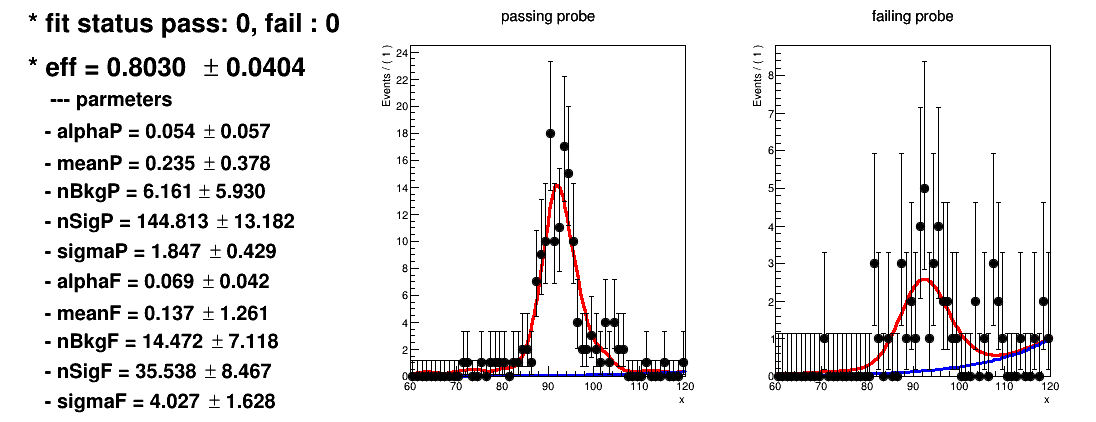 * fit status pass: 0, fail : 0
* eff = 0.8030 ± 0.0404
--- parmeters
- alphaP = 0.054 ± 0.057
- meanP = 0.235 ± 0.378
- nBkgP = 6.161 ± 5.930
- nSigP = 144.813 ± 13.182
- sigmaP = 1.847 ± 0.429
- alphaF = 0.069 ± 0.042
- meanF = 0.137 ± 1.261
- nBkgF = 14.472 ± 7.118
- nSigF = 35.538 ± 8.467
- sigmaF = 4.027 ± 1.628
passing probe
Events / ( 1 )
24
22
20
18
16
14
12
10
8
6
4
2
0
60 70 80 90 100 110 120
x
failing probe
Events / ( 1 )
8
7
6
5
4
3
2
1
0
60 70 80 90 100 110 120
x